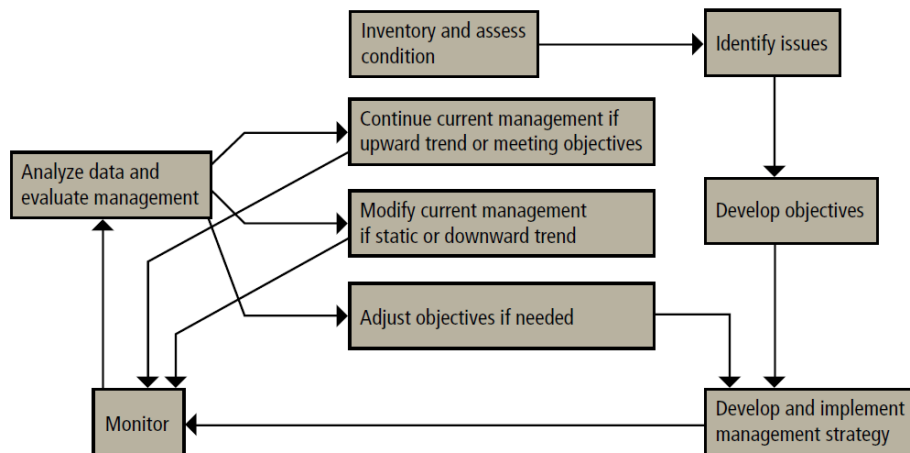 Inventory and assess
condition
Identify issues
Continue current management if
upward trend or meeting objectives
Analyze data and
evaluate management
Modify current management
if static or downward trend
Develop objectives
Adjust objectives if needed
Monitor
Develop and implement
management strategy